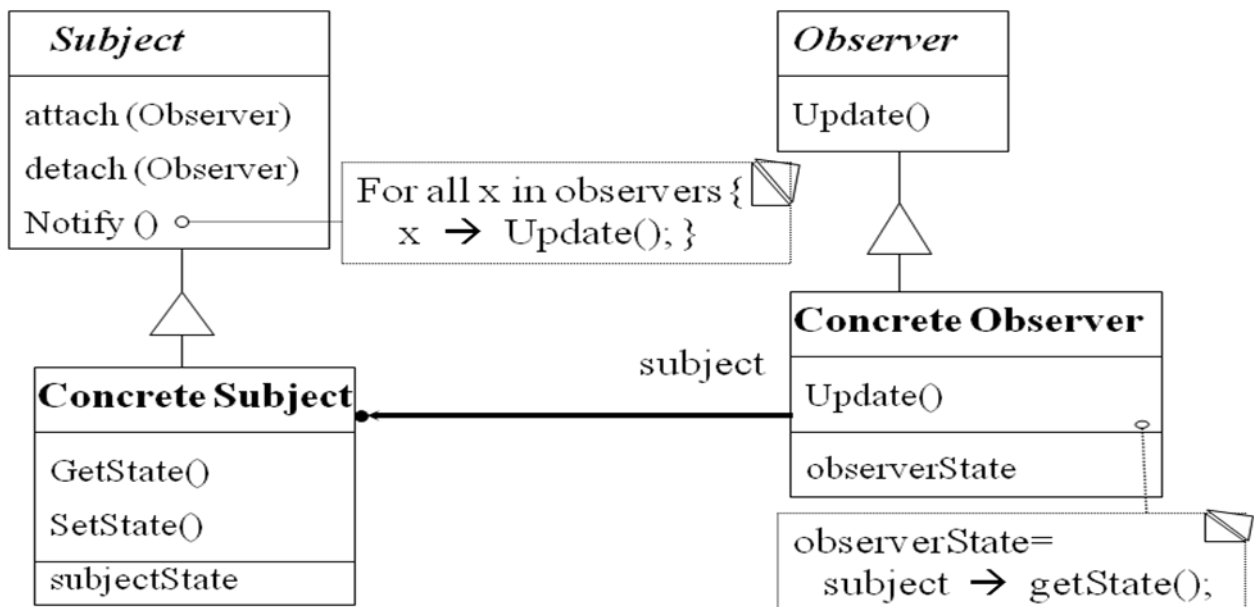 Subject
attach (Observer)
detach (Observer)
Notify ()
For all x in observers {
x → Update(); }
Observer
Update()
Concrete Subject
GetState()
SetState()
subjectState
subject
Concrete Observer
Update()
observerState
observerState=
subject → getState();